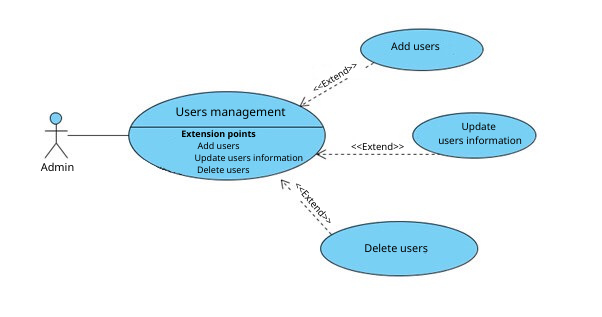 Add users
<<Extend>>
Users management
Extension points
Add users
Update users information
Delete users
Update
users information
<<Extend>>
Admin
<<Extend>>
Delete users